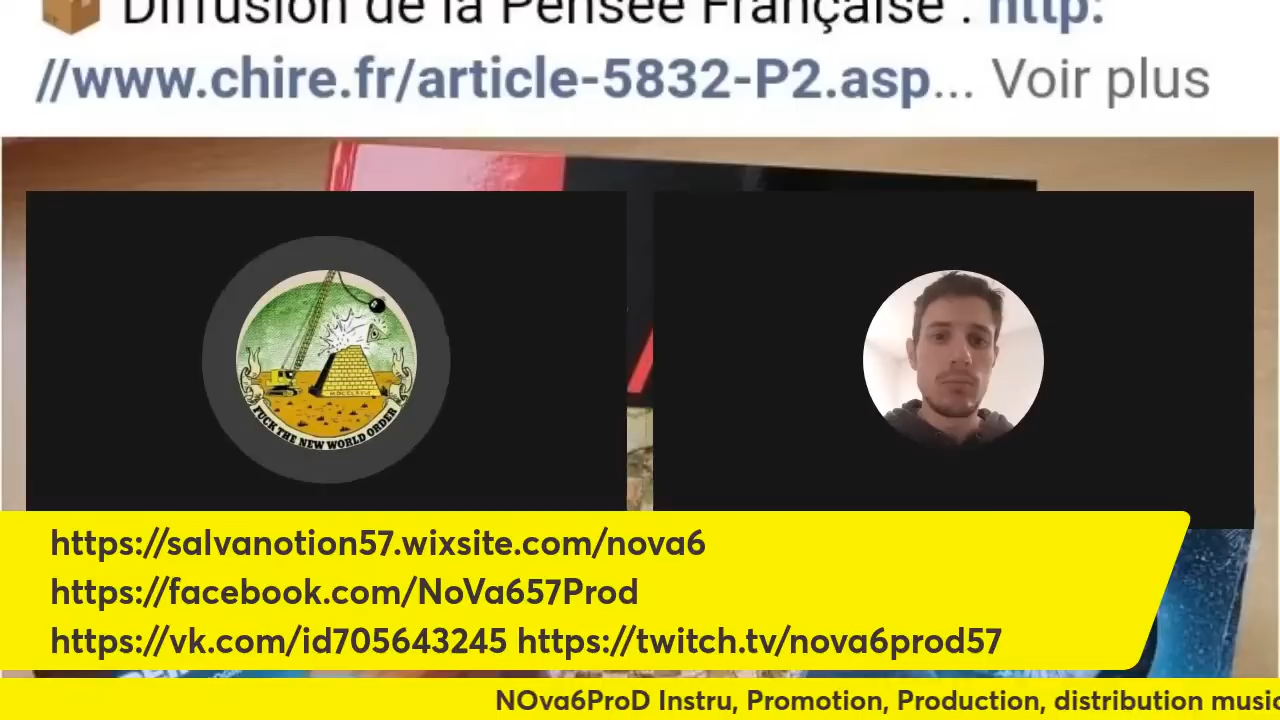 Diffusion de la Pensée Française : http:
//www.chire.fr/article-5832-P2.asp... Voir plus
FUCK THE NEW WORLD ORDER
https://salvanotion57.wixsite.com/nova6
https://facebook.com/NoVa657Prod
https://vk.com/id705643245 https://twitch.tv/nova6prod57
NOva6ProD Instru, Promotion, Production, distribution music